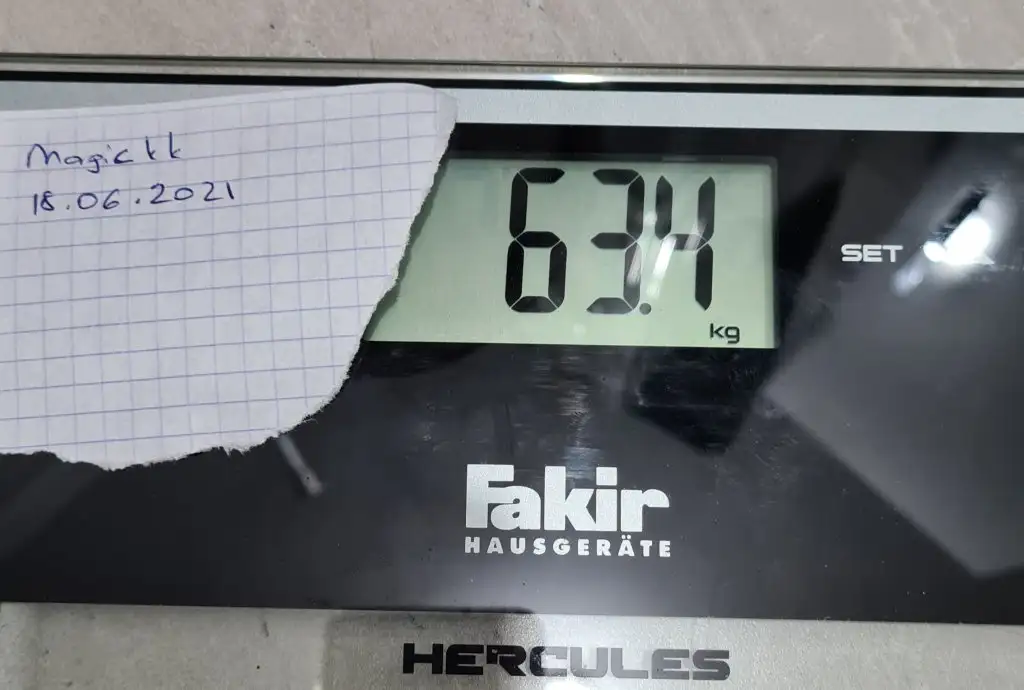 Magickk
18.06.2021
63.4
kg
SET
Fakir
HAUSGERÄTE
HERCULES